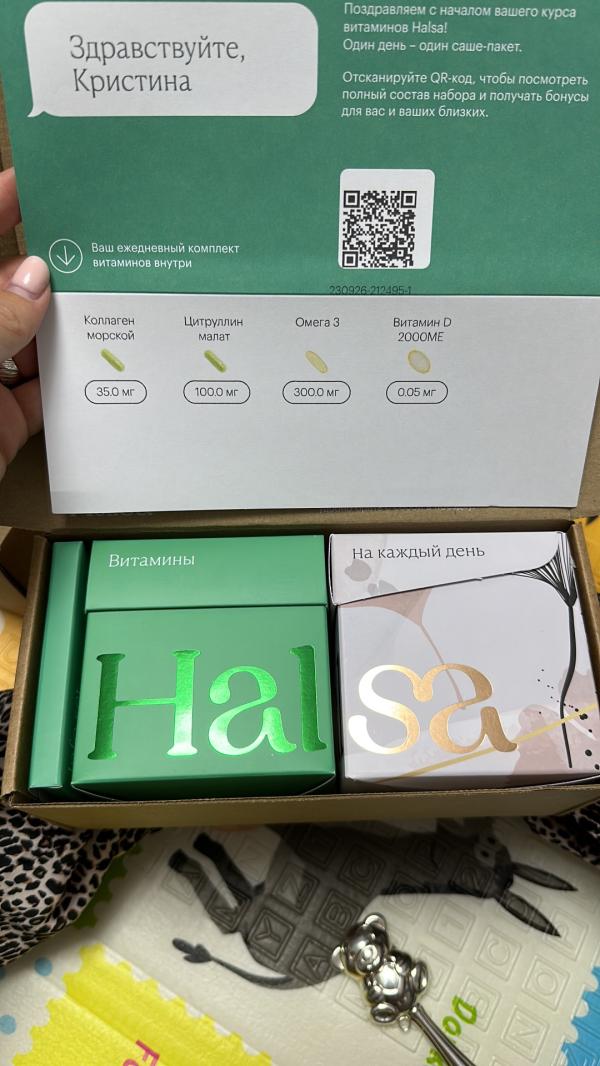 Здравствуйте,
Кристина
Поздравляем с началом вашего курса
витаминов Halsa!
Один день – один саше-пакет.
Отсканируйте QR-код, чтобы посмотреть
полный состав набора и получать бонусы
для вас и ваших близких.
Ваш ежедневный комплект
витаминов внутри
230926-212495-1
Коллаген
морской
35.0 мг
Цитруллин
малат
100.0 мг
Омега 3
300.0 мг
Витамин D
2000МЕ
0.05 мг
Витамины
На каждый день
Hal
sa